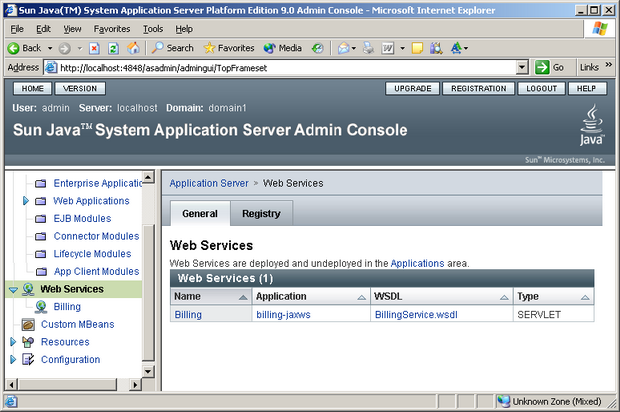 Sun Java(TM) System Application Server Platform Edition 9.0 Admin Console - Microsoft Internet Explorer
File Edit View Favorites Tools Help
Back Search Favorites Media
Address http://localhost:4848/asadmin/admingui/TopFrameset Go Links »
HOME VERSION UPGRADE REGISTRATION LOGOUT HELP
User: admin Server: localhost Domain: domain1
Sun Java™ System Application Server Admin Console
Java™
Sun™ Microsystems, Inc.
Enterprise Applicatio
Web Applications
EJB Modules
Connector Modules
Lifecycle Modules
App Client Modules
Web Services
Billing
Custom MBeans
Resources
Configuration
Application Server > Web Services
General Registry
Web Services
Web Services are deployed and undeployed in the Applications area.
Web Services (1)
Name Application WSDL Type
Billing billing-jaxws BillingService.wsdl SERVLET
Unknown Zone (Mixed)